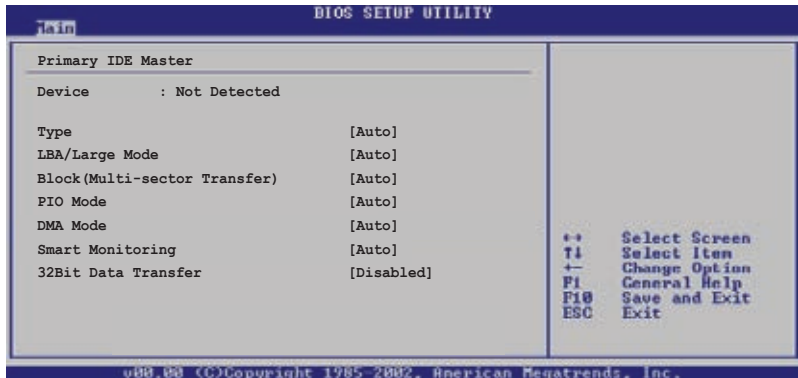 BIOS SETUP UTILITY
Main
Primary IDE Master
Device : Not Detected
Type [Auto]
LBA/Large Mode [Auto]
Block(Multi-sector Transfer) [Auto]
PIO Mode [Auto]
DMA Mode [Auto]
Smart Monitoring [Auto]
32Bit Data Transfer [Disabled]
↔ Select Screen
↑↓ Select Item
+- Change Option
F1 General Help
F10 Save and Exit
ESC Exit
v00.00 (C)Copyright 1985-2002, American Megatrends, Inc.